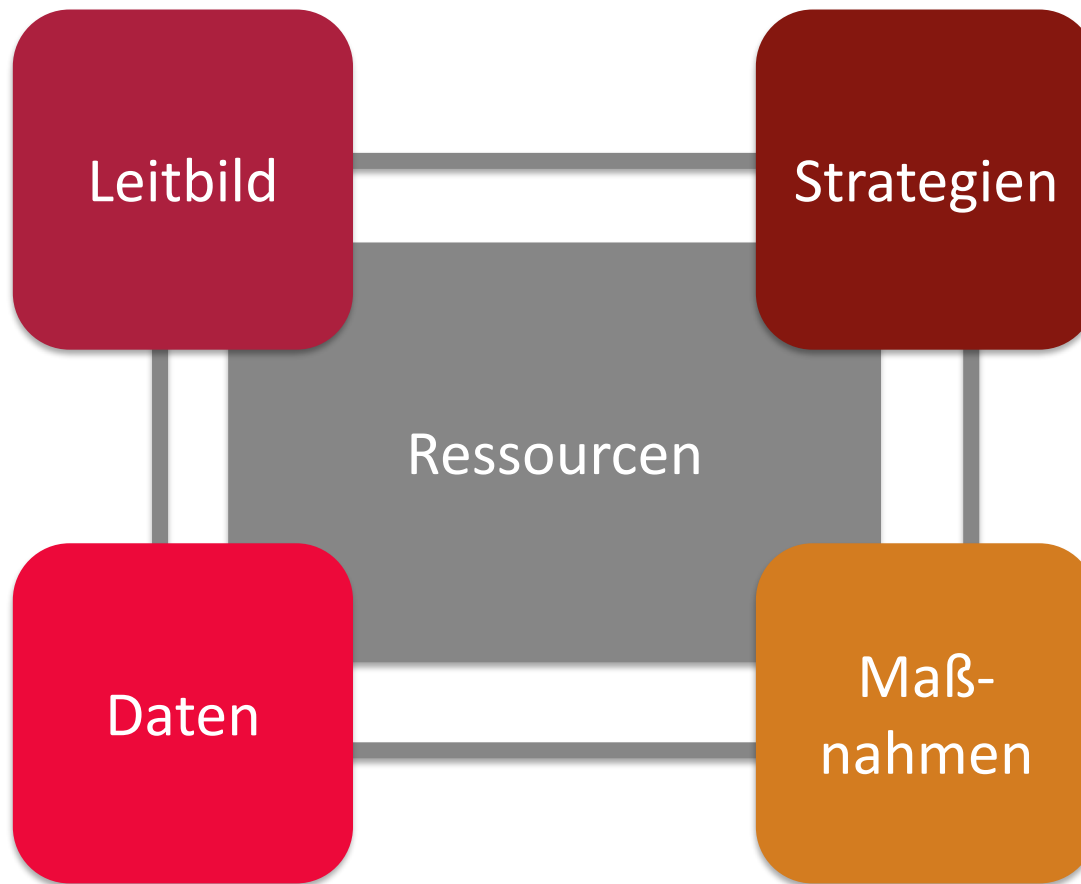 Leitbild
Strategien
Ressourcen
Daten
Maß-
nahmen